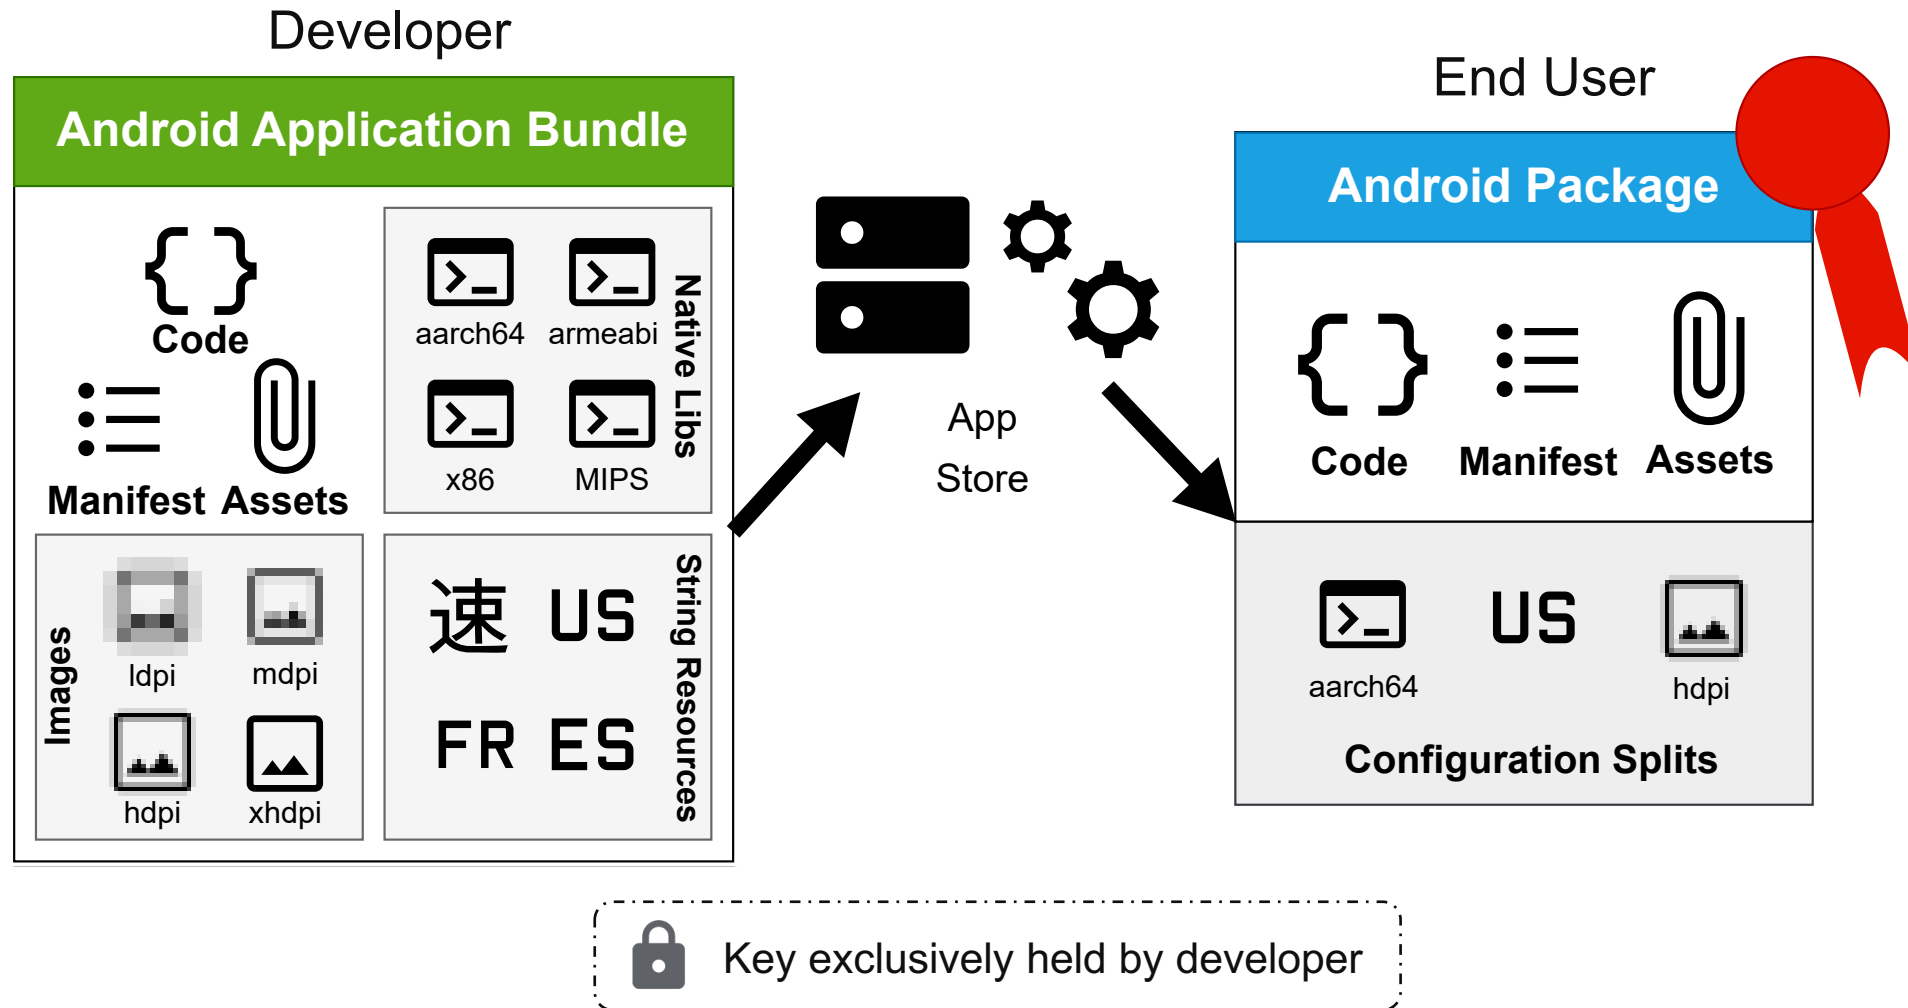 Developer
Android Application Bundle
Code
Manifest Assets
aarch64 armeabi
x86 MIPS
Native Libs
Images
ldpi mdpi
hdpi xhdpi
速 US
FR ES
String Resources
App
Store
End User
Android Package
Code Manifest Assets
US
aarch64 hdpi
Configuration Splits
Key exclusively held by developer